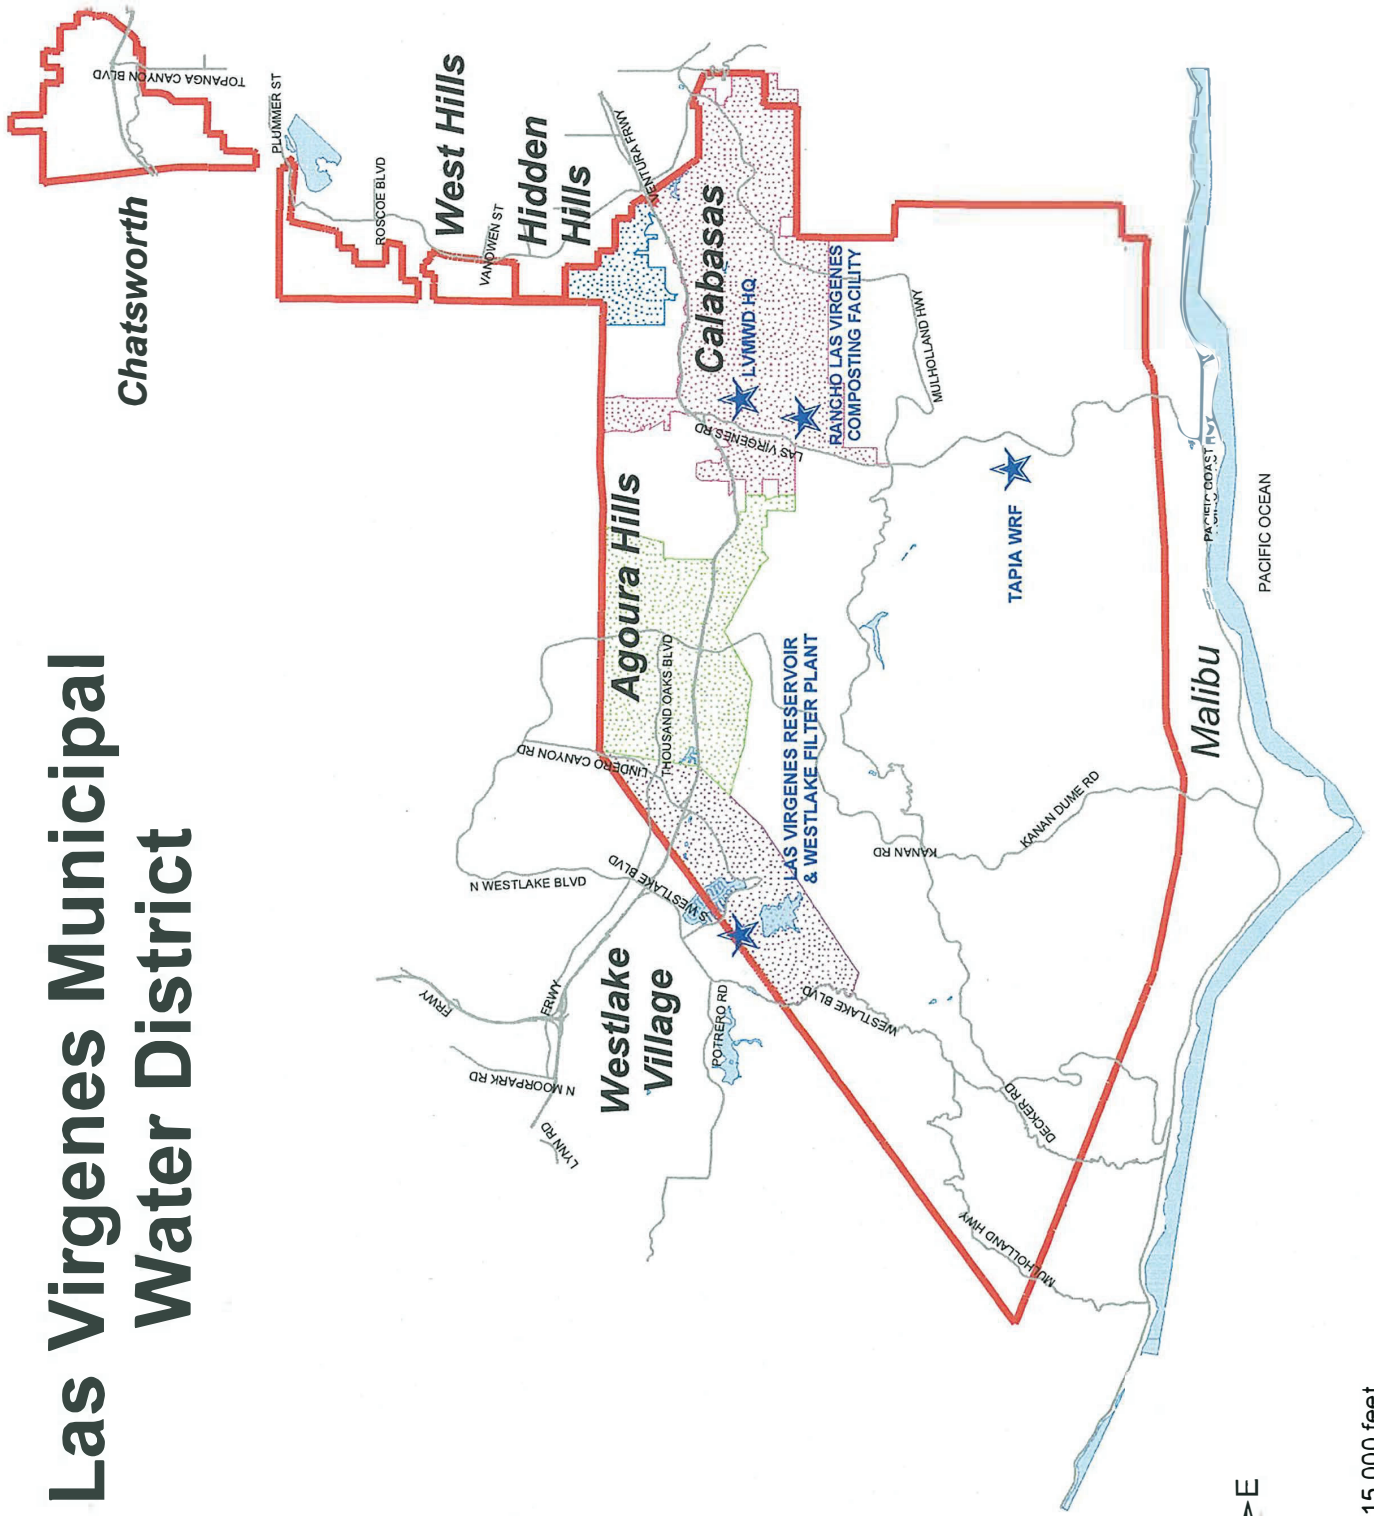 Las Virgenes Municipal
Water District
Chatsworth
TOPANGA CANYON BLVD
PLUMMER ST
ROSCOE BLVD
West Hills
VANOWEN ST
Hidden
Hills
VENTURA FRWY
Calabasas
LVMWD HQ
RANCHO LAS VIRGENES
COMPOSTING FACILITY
MULHOLLAND HWY
LAS VIRGENES RD
Agoura Hills
THOUSAND OAKS BLVD
LINDERO CANYON RD
N WESTLAKE BLVD
WESTLAKE BLVD
S WESTLAKE BLVD
FRWY
FRWY
N MOORPARK RD
LYNN RD
Westlake
Village
POTRERO RD
WESTLAKE BLVD
LAS VIRGENES RESERVOIR
& WESTLAKE FILTER PLANT
KANAN RD
KANAN DUME RD
TAPIA WRF
DECKER RD
MULHOLLAND HWY
Malibu
PACIFIC COAST
PACIFIC OCEAN
E
15,000 feet